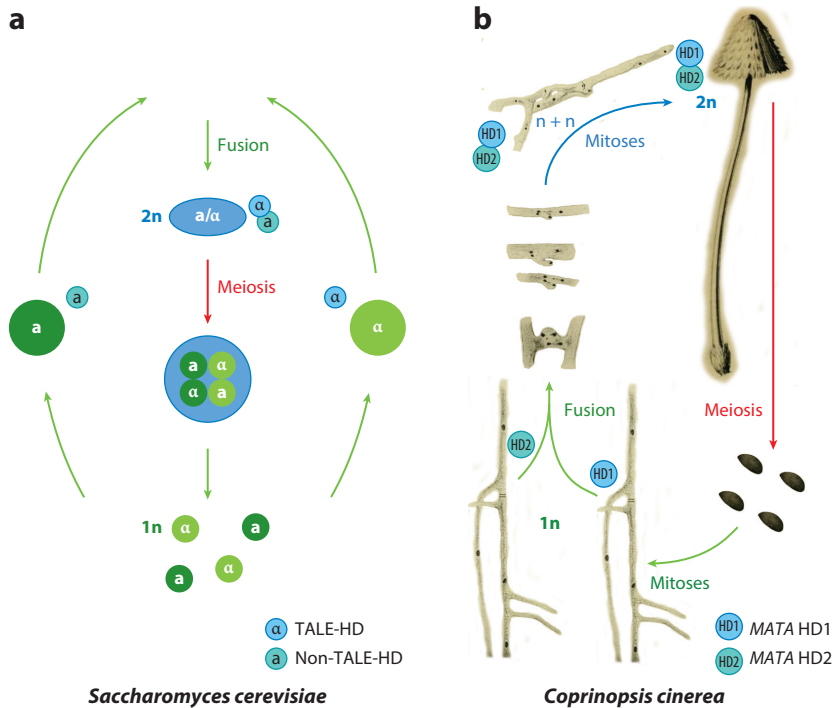 a
Fusion
2n
a/α
α
a
Meiosis
a
a
α
α
a
α
α
a
1n
α
a
a
α
α TALE-HD
a Non-TALE-HD
Saccharomyces cerevisiae
b
HD1
HD2
2n
n + n
HD1
HD2
Mitoses
Fusion
Meiosis
HD2
HD1
1n
Mitoses
HD1 MATA HD1
HD2 MATA HD2
Coprinopsis cinerea